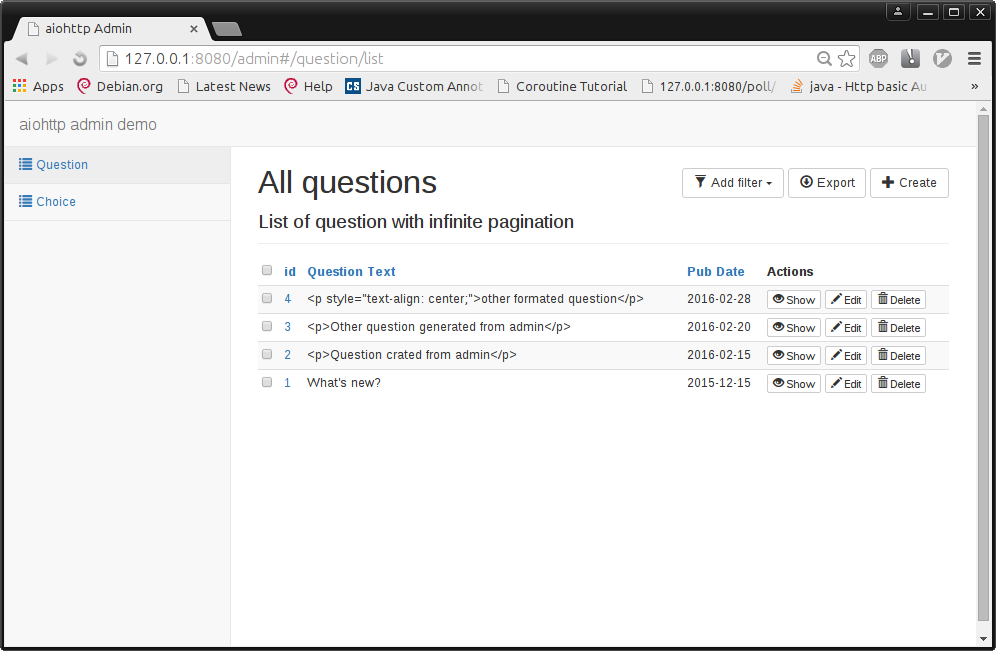 aiohttp Admin
127.0.0.1:8080/admin#/question/list
ABP
Apps Debian.org Latest News Help CS Java Custom Annot Coroutine Tutorial 127.0.0.1:8080/poll/ java - Http basic Au »
aiohttp admin demo
Question
Choice
All questions
Add filter Export Create
List of question with infinite pagination
id Question Text Pub Date Actions
4 <p style="text-align: center;">other formated question</p> 2016-02-28 Show Edit Delete
3 <p>Other question generated from admin</p> 2016-02-20 Show Edit Delete
2 <p>Question crated from admin</p> 2016-02-15 Show Edit Delete
1 What's new? 2015-12-15 Show Edit Delete